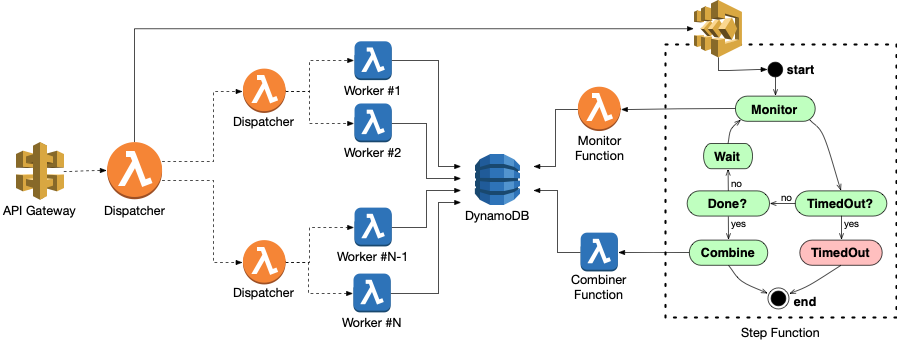 API Gateway
Dispatcher
Dispatcher
Dispatcher
Worker #1
Worker #2
Worker #N-1
Worker #N
DynamoDB
Monitor
Function
Combiner
Function
start
Monitor
Wait
no
Done?
no
TimedOut?
yes
yes
Combine
TimedOut
end
Step Function